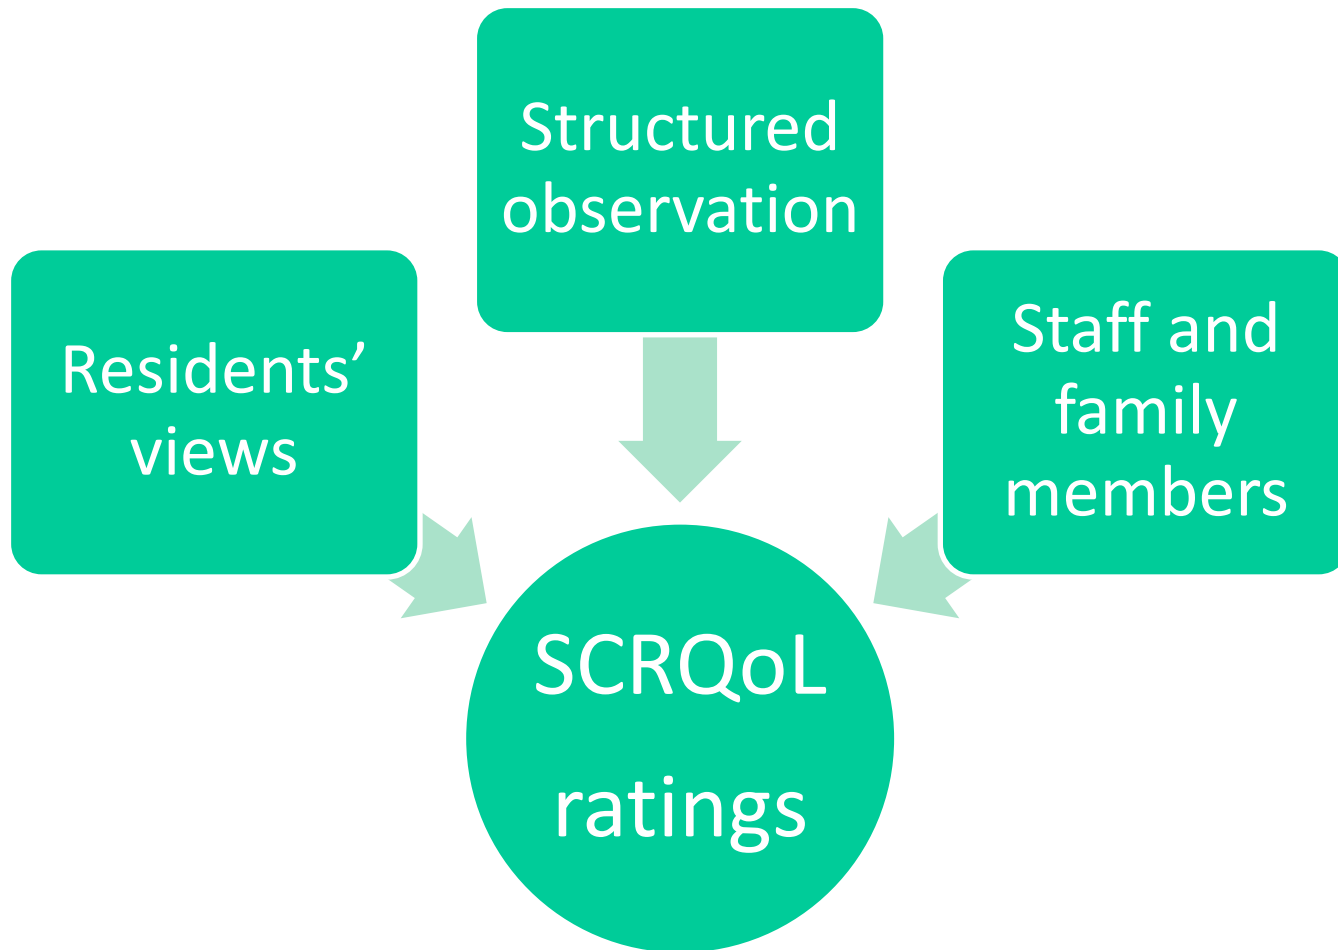 Structured
observation
Residents’
views
Staff and
family
members
SCRQoL
ratings